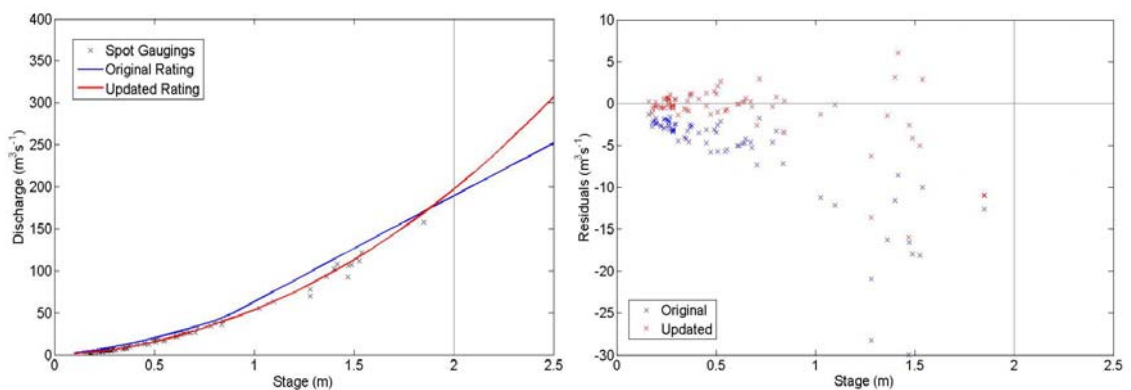 400
350
300
250
200
150
100
50
0
Discharge (m³s⁻¹)
Spot Gaugings
Original Rating
Updated Rating
0 0.5 1 1.5 2 2.5
Stage (m)
10
5
0
-5
-10
-15
-20
-25
-30
Residuals (m³s⁻¹)
Original
Updated
0 0.5 1 1.5 2 2.5
Stage (m)